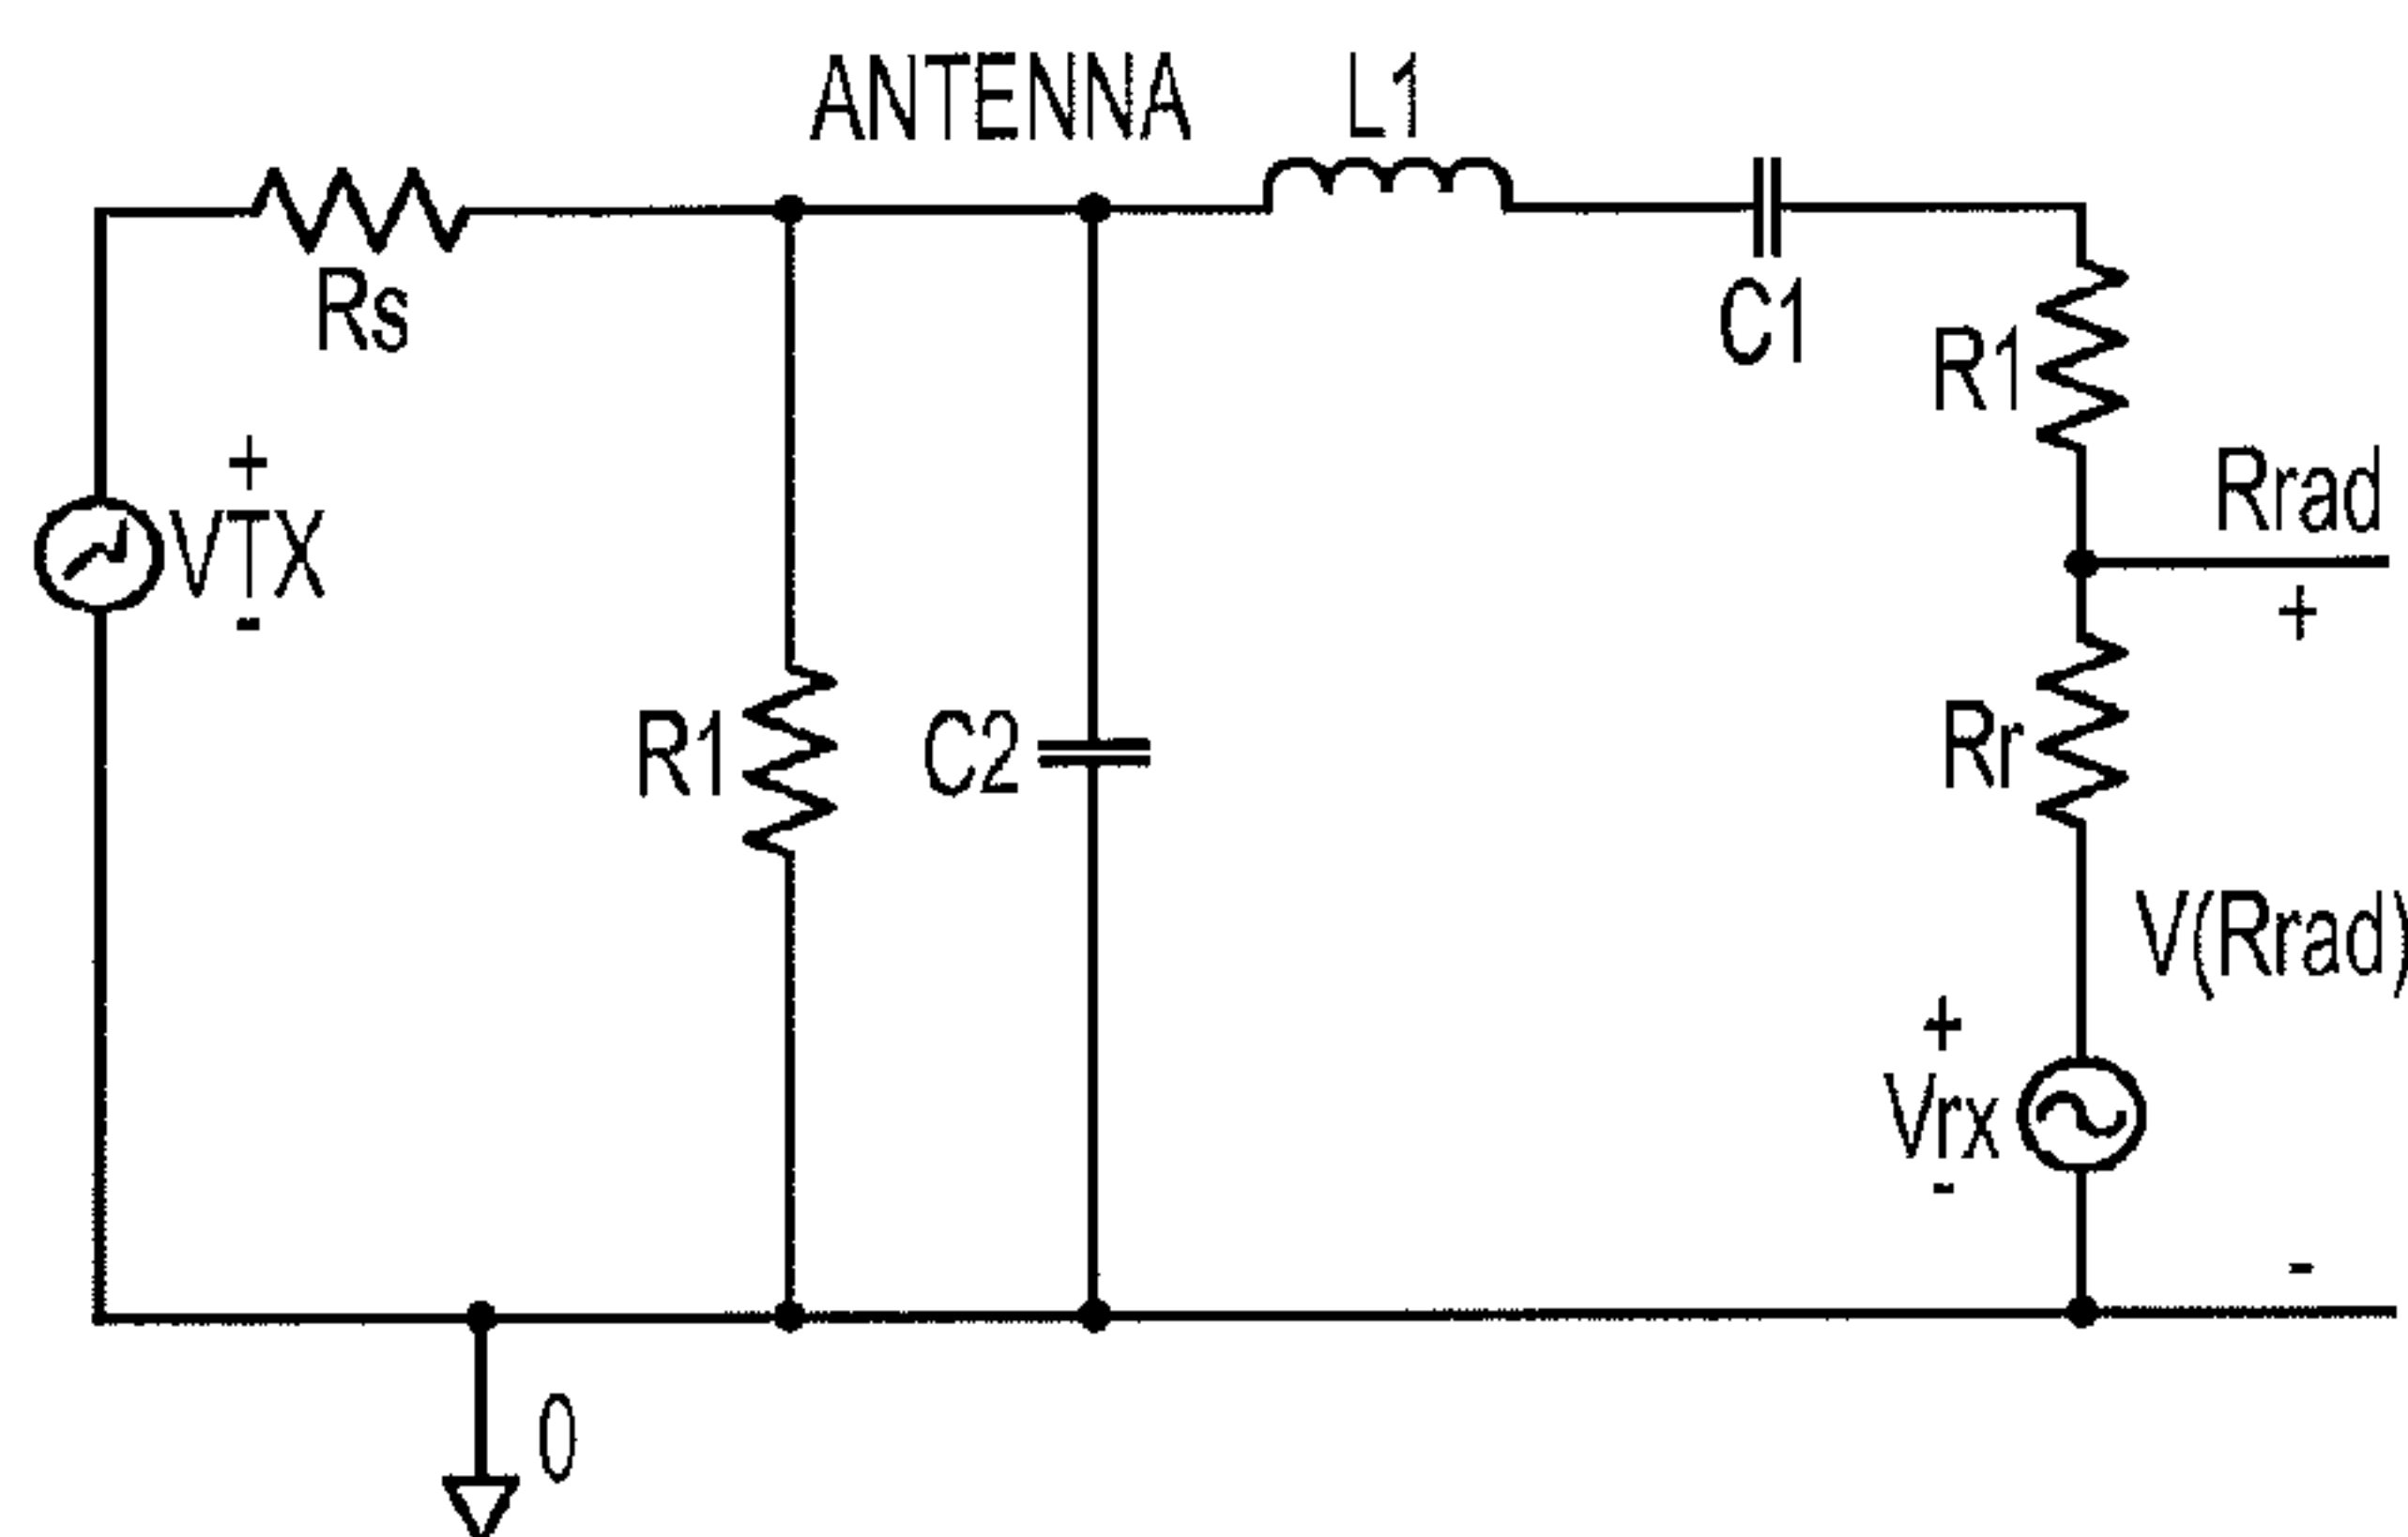 ANTENNA
L1
Rs
C1
R1
Rrad
+
+
VTX
-
R1
C2
Rr
V(Rrad)
+
Vrx
-
-
0